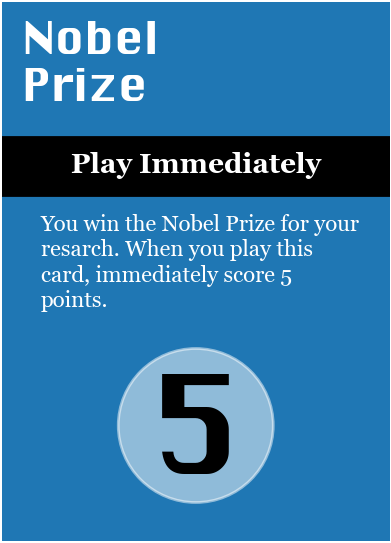 Nobel
Prize
Play Immediately
You win the Nobel Prize for your
resarch. When you play this
card, immediately score 5
points.
5